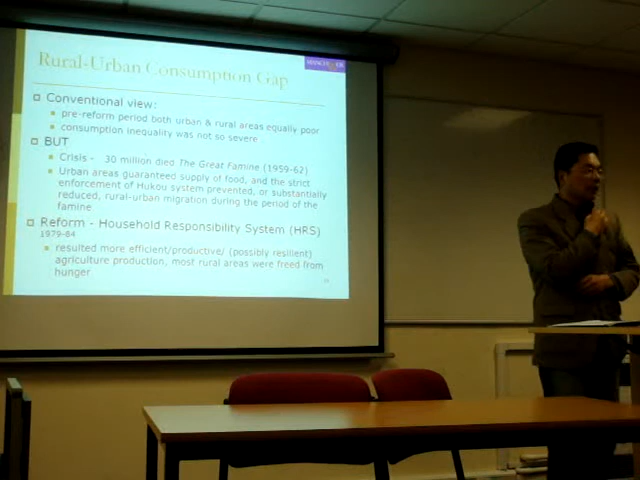 Rural-Urban Consumption Gap
Conventional view:
pre-reform period both urban & rural areas equally poor
consumption inequality was not so severe
BUT
Crisis - 30 million died The Great Famine (1959-62)
Urban areas guaranteed supply of food, and the strict
enforcement of Hukou system prevented, or substantially
reduced, rural-urban migration during the period of the
famine
Reform - Household Responsibility System (HRS)
1979-84
resulted more efficient/productive/ (possibly resilient)
agriculture production, most rural areas were freed from
hunger